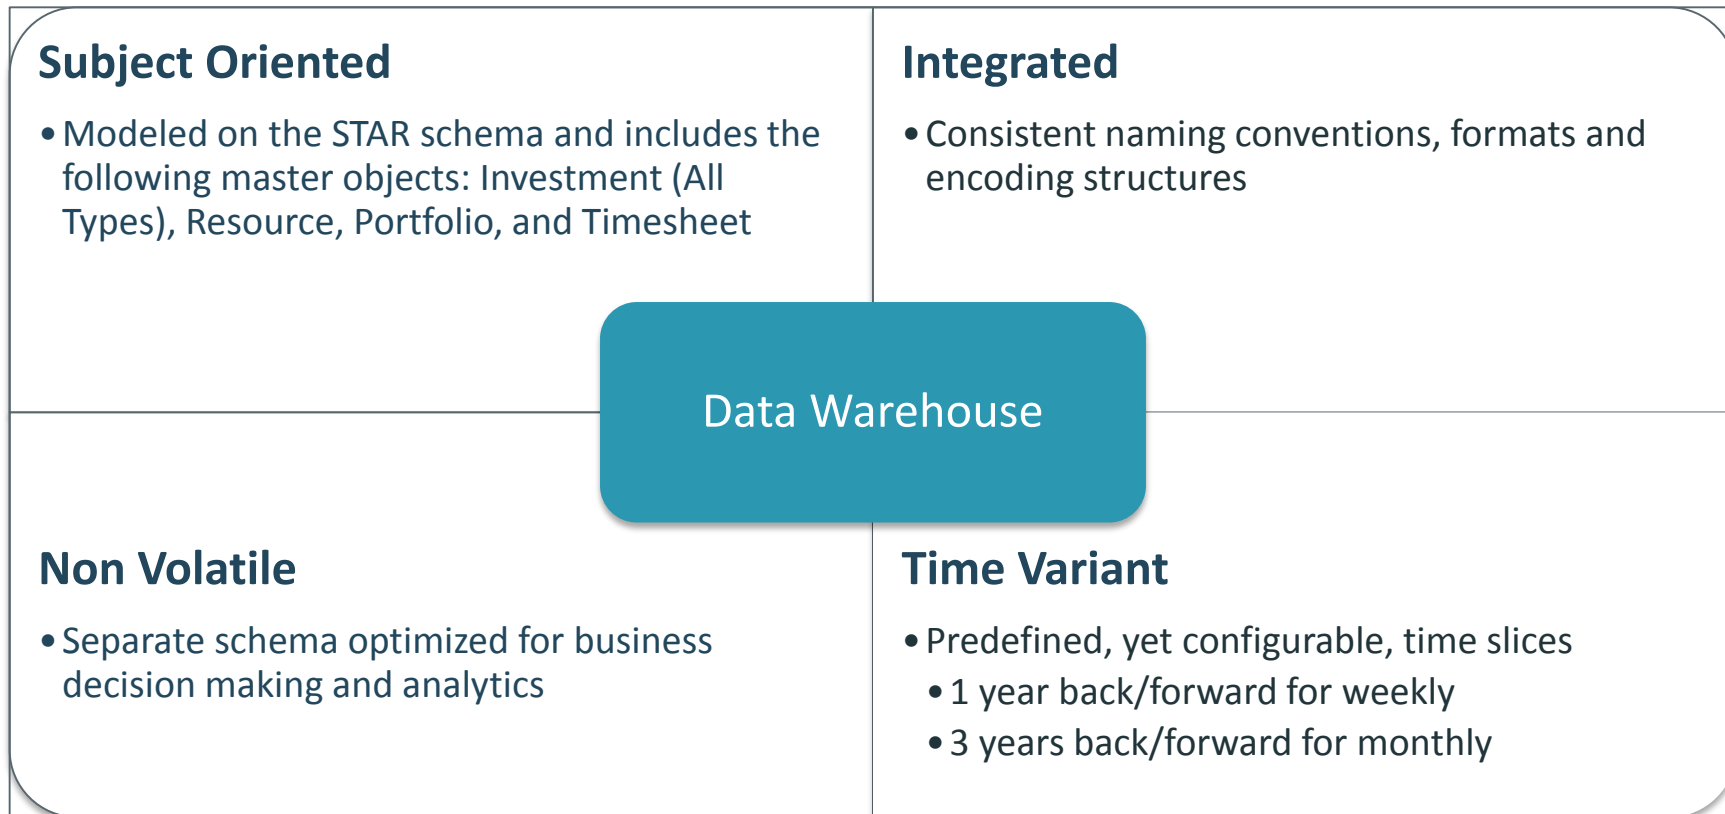 Subject Oriented
•Modeled on the STAR schema and includes the
following master objects: Investment (All
Types), Resource, Portfolio, and Timesheet
Integrated
•Consistent naming conventions, formats and
encoding structures
Data Warehouse
Non Volatile
•Separate schema optimized for business
decision making and analytics
Time Variant
•Predefined, yet configurable, time slices
•1 year back/forward for weekly
•3 years back/forward for monthly